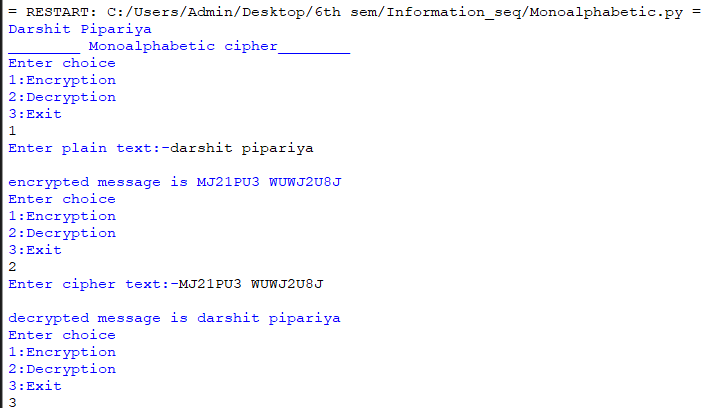 = RESTART: C:/Users/Admin/Desktop/6th sem/Information_seq/Monoalphabetic.py =
Darshit Pipariya
________ Monoalphabetic cipher________
Enter choice
1:Encryption
2:Decryption
3:Exit
1
Enter plain text:-darshit pipariya
encrypted message is MJ21PU3 WUWJ2U8J
Enter choice
1:Encryption
2:Decryption
3:Exit
2
Enter cipher text:-MJ21PU3 WUWJ2U8J
decrypted message is darshit pipariya
Enter choice
1:Encryption
2:Decryption
3:Exit
3